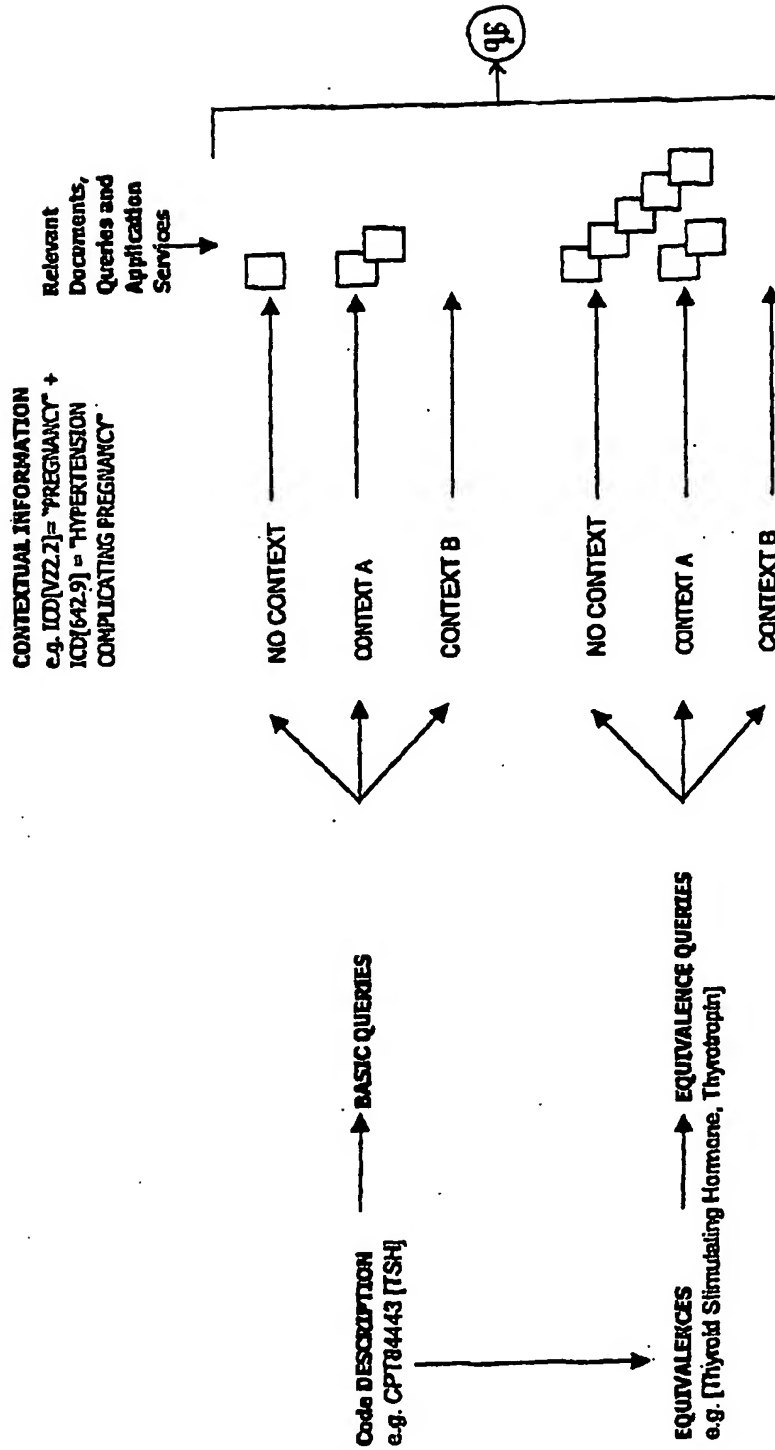 CONTEXTUAL INFORMATION
e.g. ICD[V22.2]= "PREGNANCY" +
ICD[642.9] = "HYPERTENSION
COMPLICATING PREGNANCY"
Relevant
Documents,
Queries and
Application
Services
Code DESCRIPTION
e.g. CPT84443 [TSH]
BASIC QUERIES
NO CONTEXT
CONTEXT A
CONTEXT B
EQUIVALENCES
e.g. [Thyroid Stimulating Hormone, Thyrotropin]
EQUIVALENCE QUERIES
NO CONTEXT
CONTEXT A
CONTEXT B